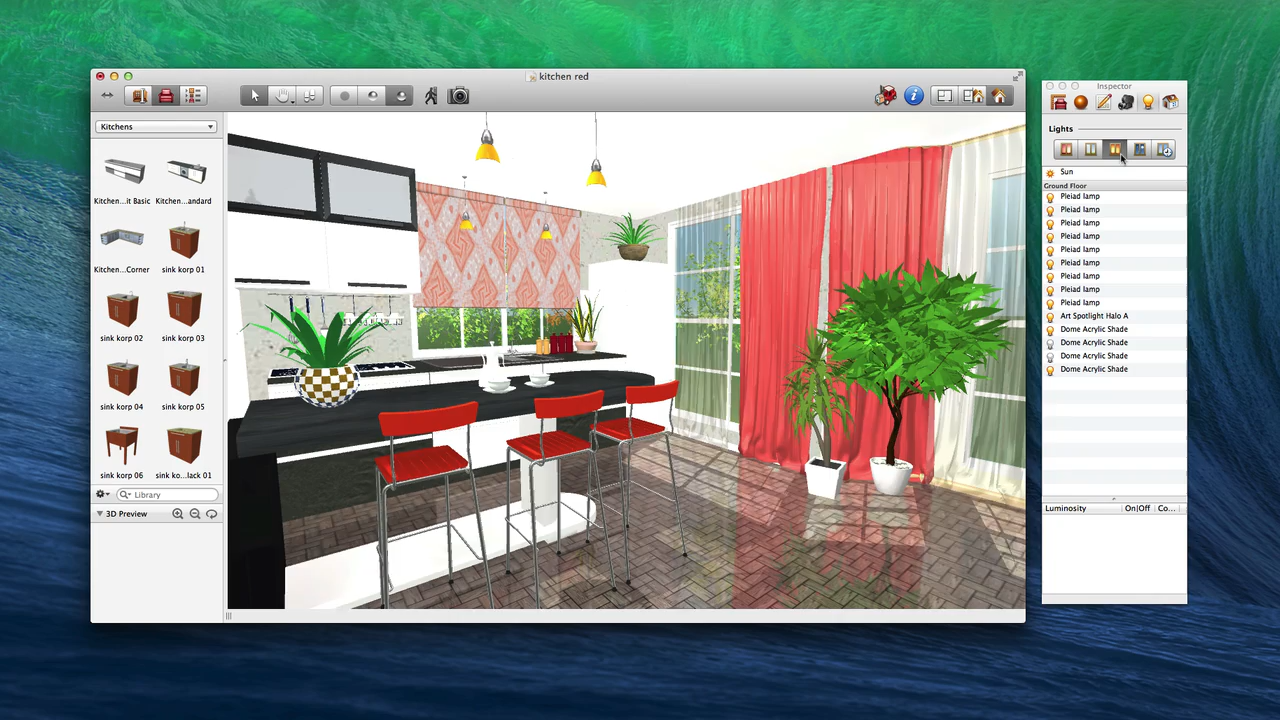 kitchen red
Kitchens
Kitchen...it Basic
Kitchen...andard
Kitchen...Corner
sink korp 01
sink korp 02
sink korp 03
sink korp 04
sink korp 05
sink korp 06
sink ko...lack 01
Library
3D Preview
Inspector
Lights
Sun
Ground Floor
Pleiad lamp
Pleiad lamp
Pleiad lamp
Pleiad lamp
Pleiad lamp
Pleiad lamp
Pleiad lamp
Pleiad lamp
Pleiad lamp
Art Spotlight Halo A
Dome Acrylic Shade
Dome Acrylic Shade
Dome Acrylic Shade
Dome Acrylic Shade
Luminosity On|Off Co...